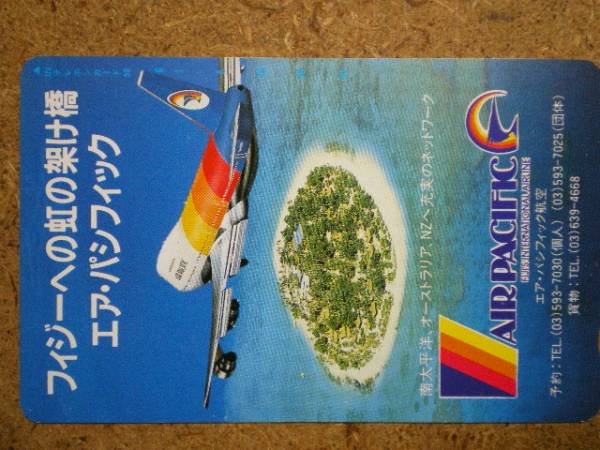 フィジーへの虹の架け橋
エア・パシフィック
南太平洋、オーストラリア、NZへ充実のネットワーク
AIR PACIFIC
FIJI'S INTERNATIONAL AIRLINE
エア・パシフィック航空
予約:TEL.(03)593-7030(個人) (03)593-7025(団体)
貨物:TEL.(03)639-4668